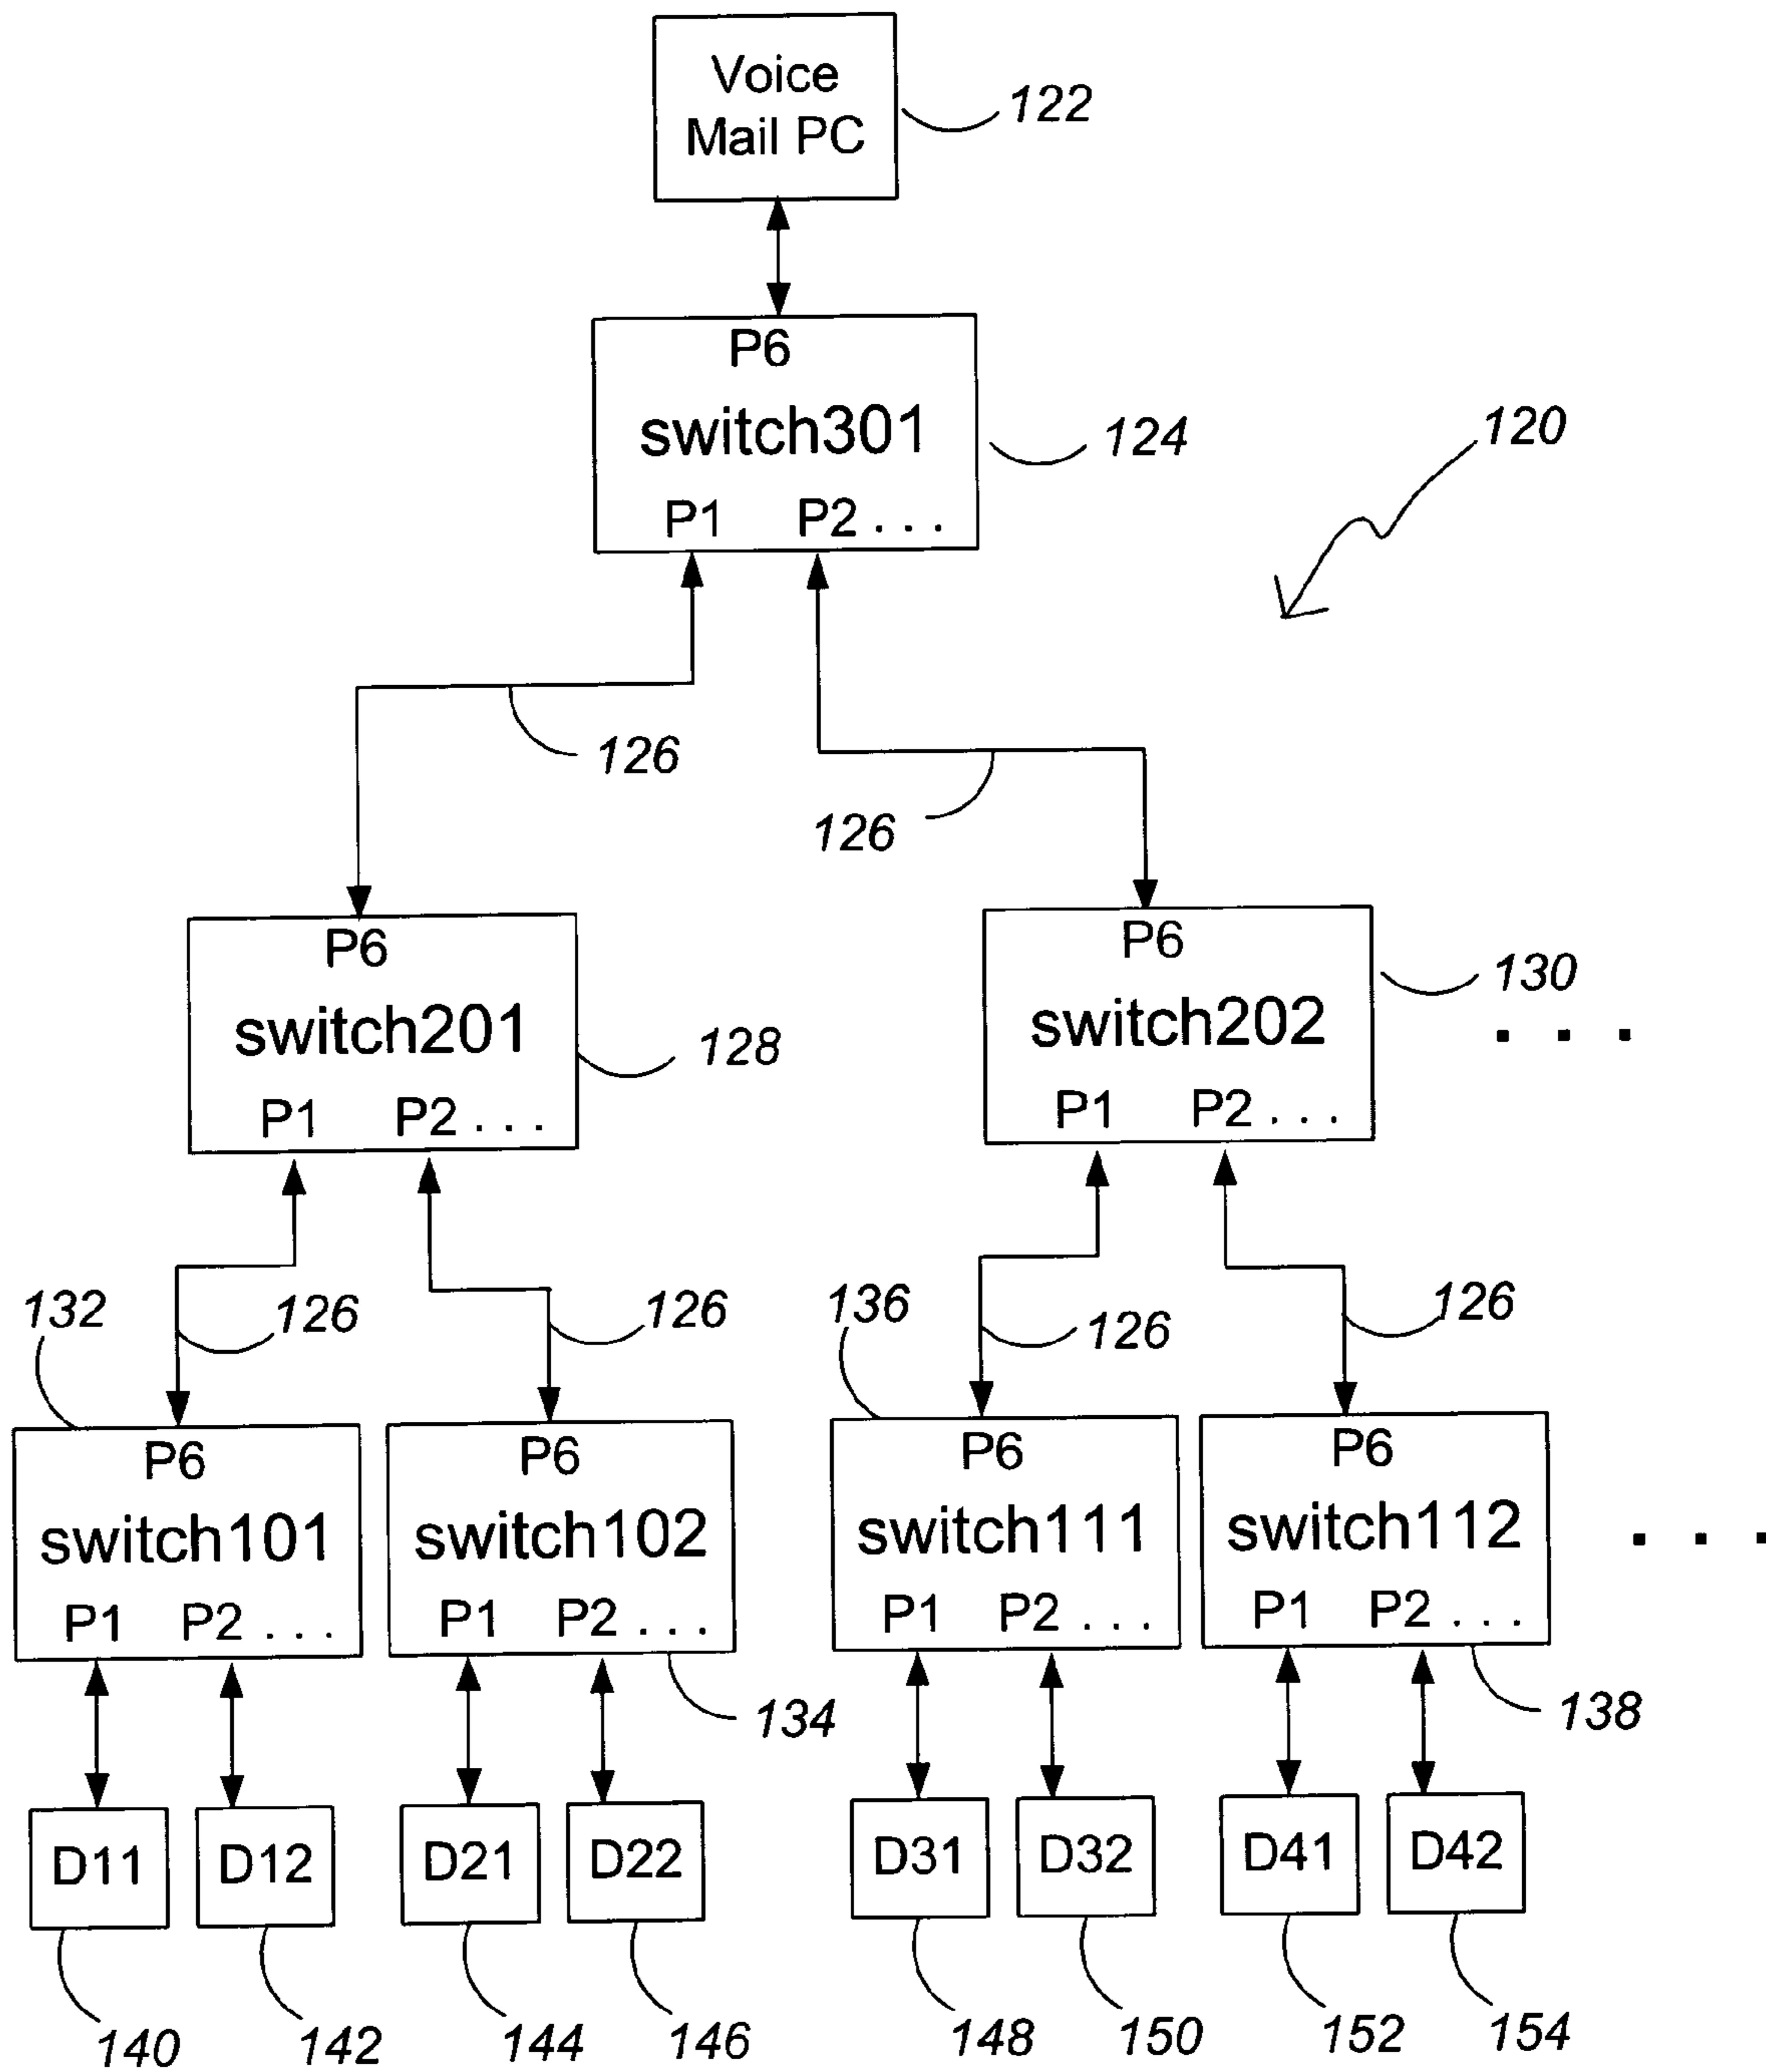 Voice
Mail PC
122
P6
switch301
P1 P2 . . .
124
120
126
126
P6
switch201
P1 P2 . . .
128
P6
switch202
P1 P2 . . .
130
. . .
132
126
126
136
126
126
P6
switch101
P1 P2 . . .
P6
switch102
P1 P2 . . .
P6
switch111
P1 P2 . . .
P6
switch112
P1 P2 . . .
. . .
134
138
D11
D12
D21
D22
D31
D32
D41
D42
140
142
144
146
148
150
152
154